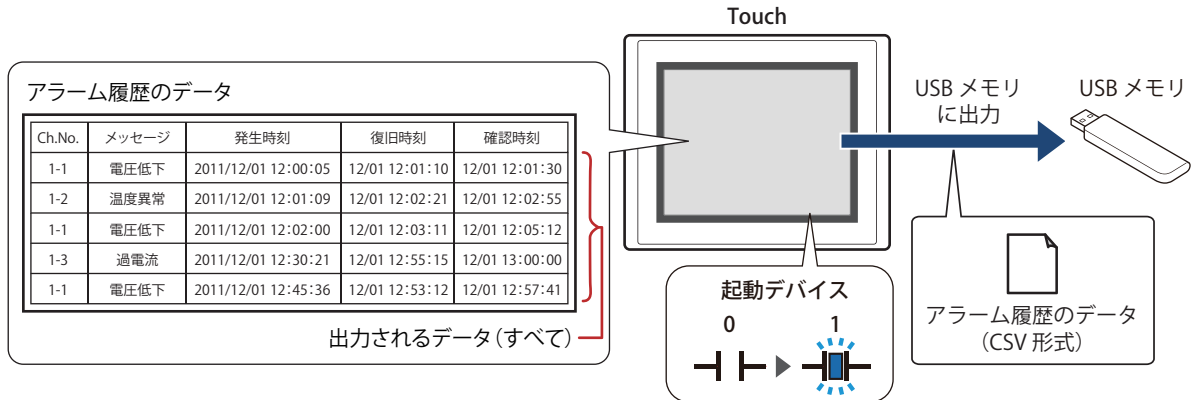 Touch
アラーム履歴のデータ
Ch.No. メッセージ 発生時刻 復旧時刻 確認時刻
1-1 電圧低下 2011/12/01 12:00:05 12/01 12:01:10 12/01 12:01:30
1-2 温度異常 2011/12/01 12:01:09 12/01 12:02:21 12/01 12:02:55
1-1 電圧低下 2011/12/01 12:02:00 12/01 12:03:11 12/01 12:05:12
1-3 過電流 2011/12/01 12:30:21 12/01 12:55:15 12/01 13:00:00
1-1 電圧低下 2011/12/01 12:45:36 12/01 12:53:12 12/01 12:57:41
出力されるデータ(すべて)
起動デバイス
0 1
USB メモリ
に出力
USB メモリ
アラーム履歴のデータ
(CSV 形式)